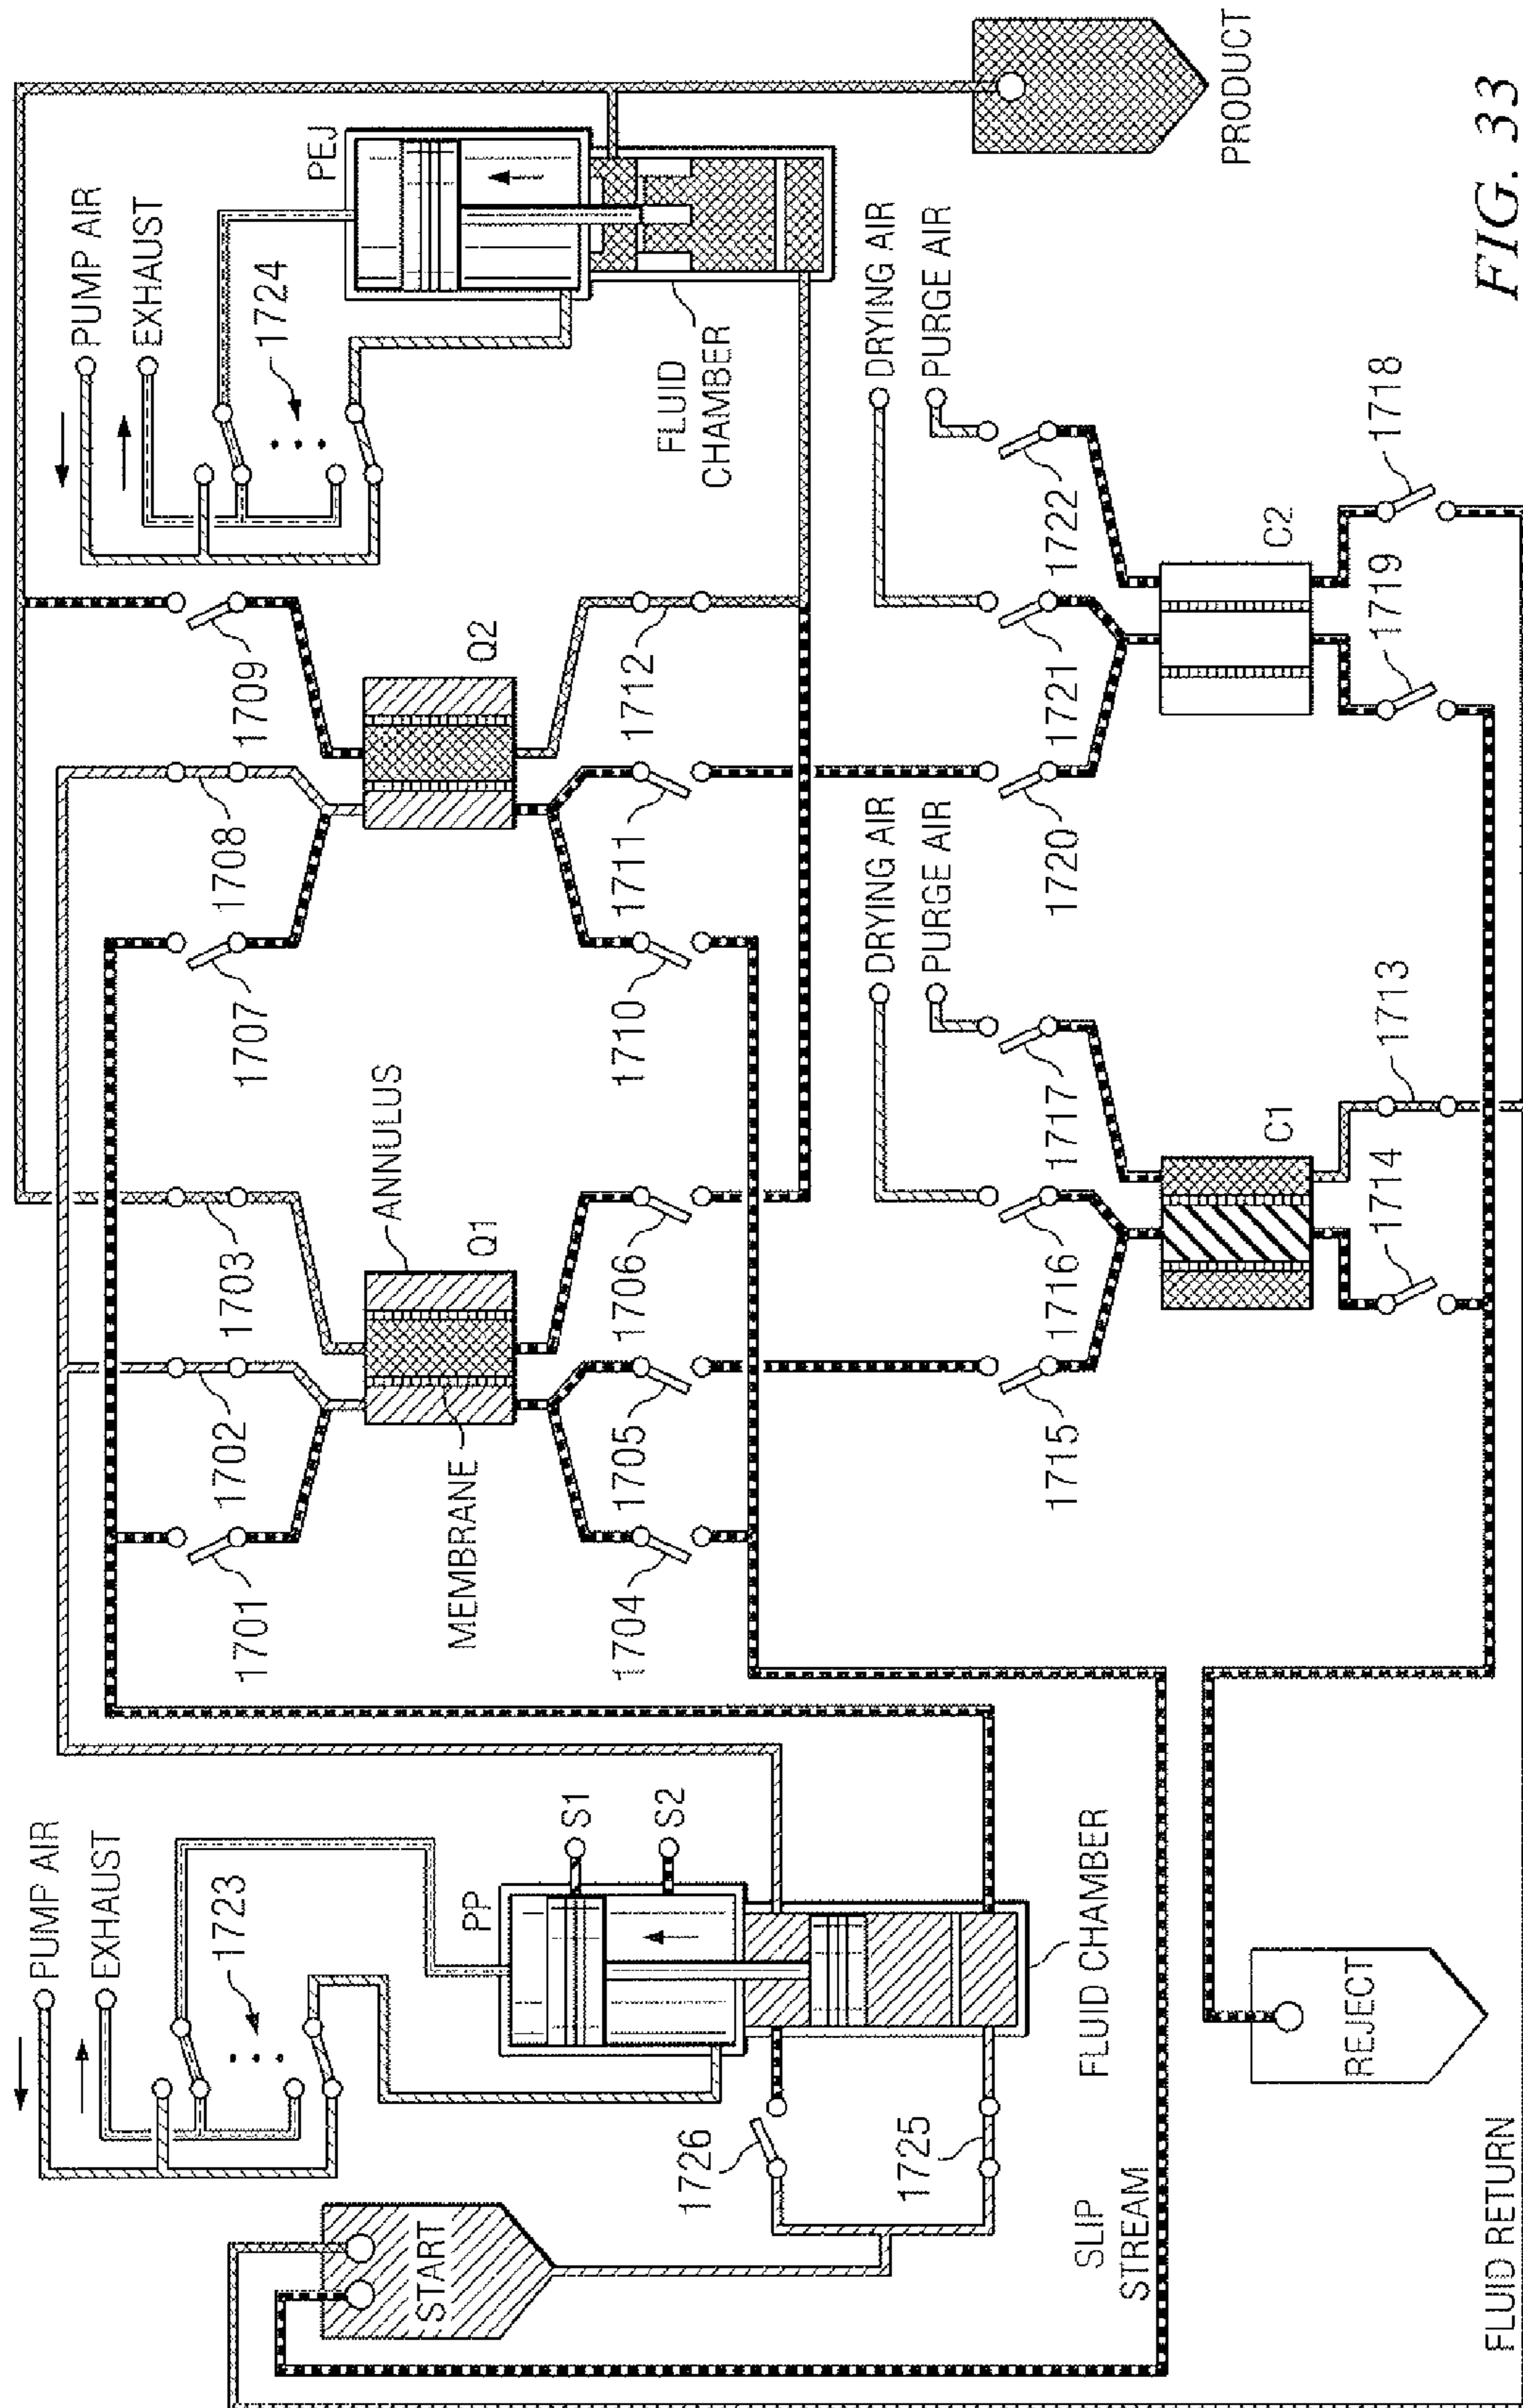 PUMP AIR
EXHAUST
1723
PP
S1
S2
START
1726
1725
FLUID CHAMBER
SLIP
STREAM
REJECT
FLUID RETURN
1701
1702
1703
ANNULUS
MEMBRANE
Q1
1704
1705
1706
1707
1708
1709
Q2
1710
1711
1712
PUMP AIR
EXHAUST
1724
PEJ
FLUID
CHAMBER
DRYING AIR
PURGE AIR
1715
1716
1717
C1
1714
1713
DRYING AIR
PURGE AIR
1720
1721
1722
C2
1719
1718
PRODUCT
FIG. 33